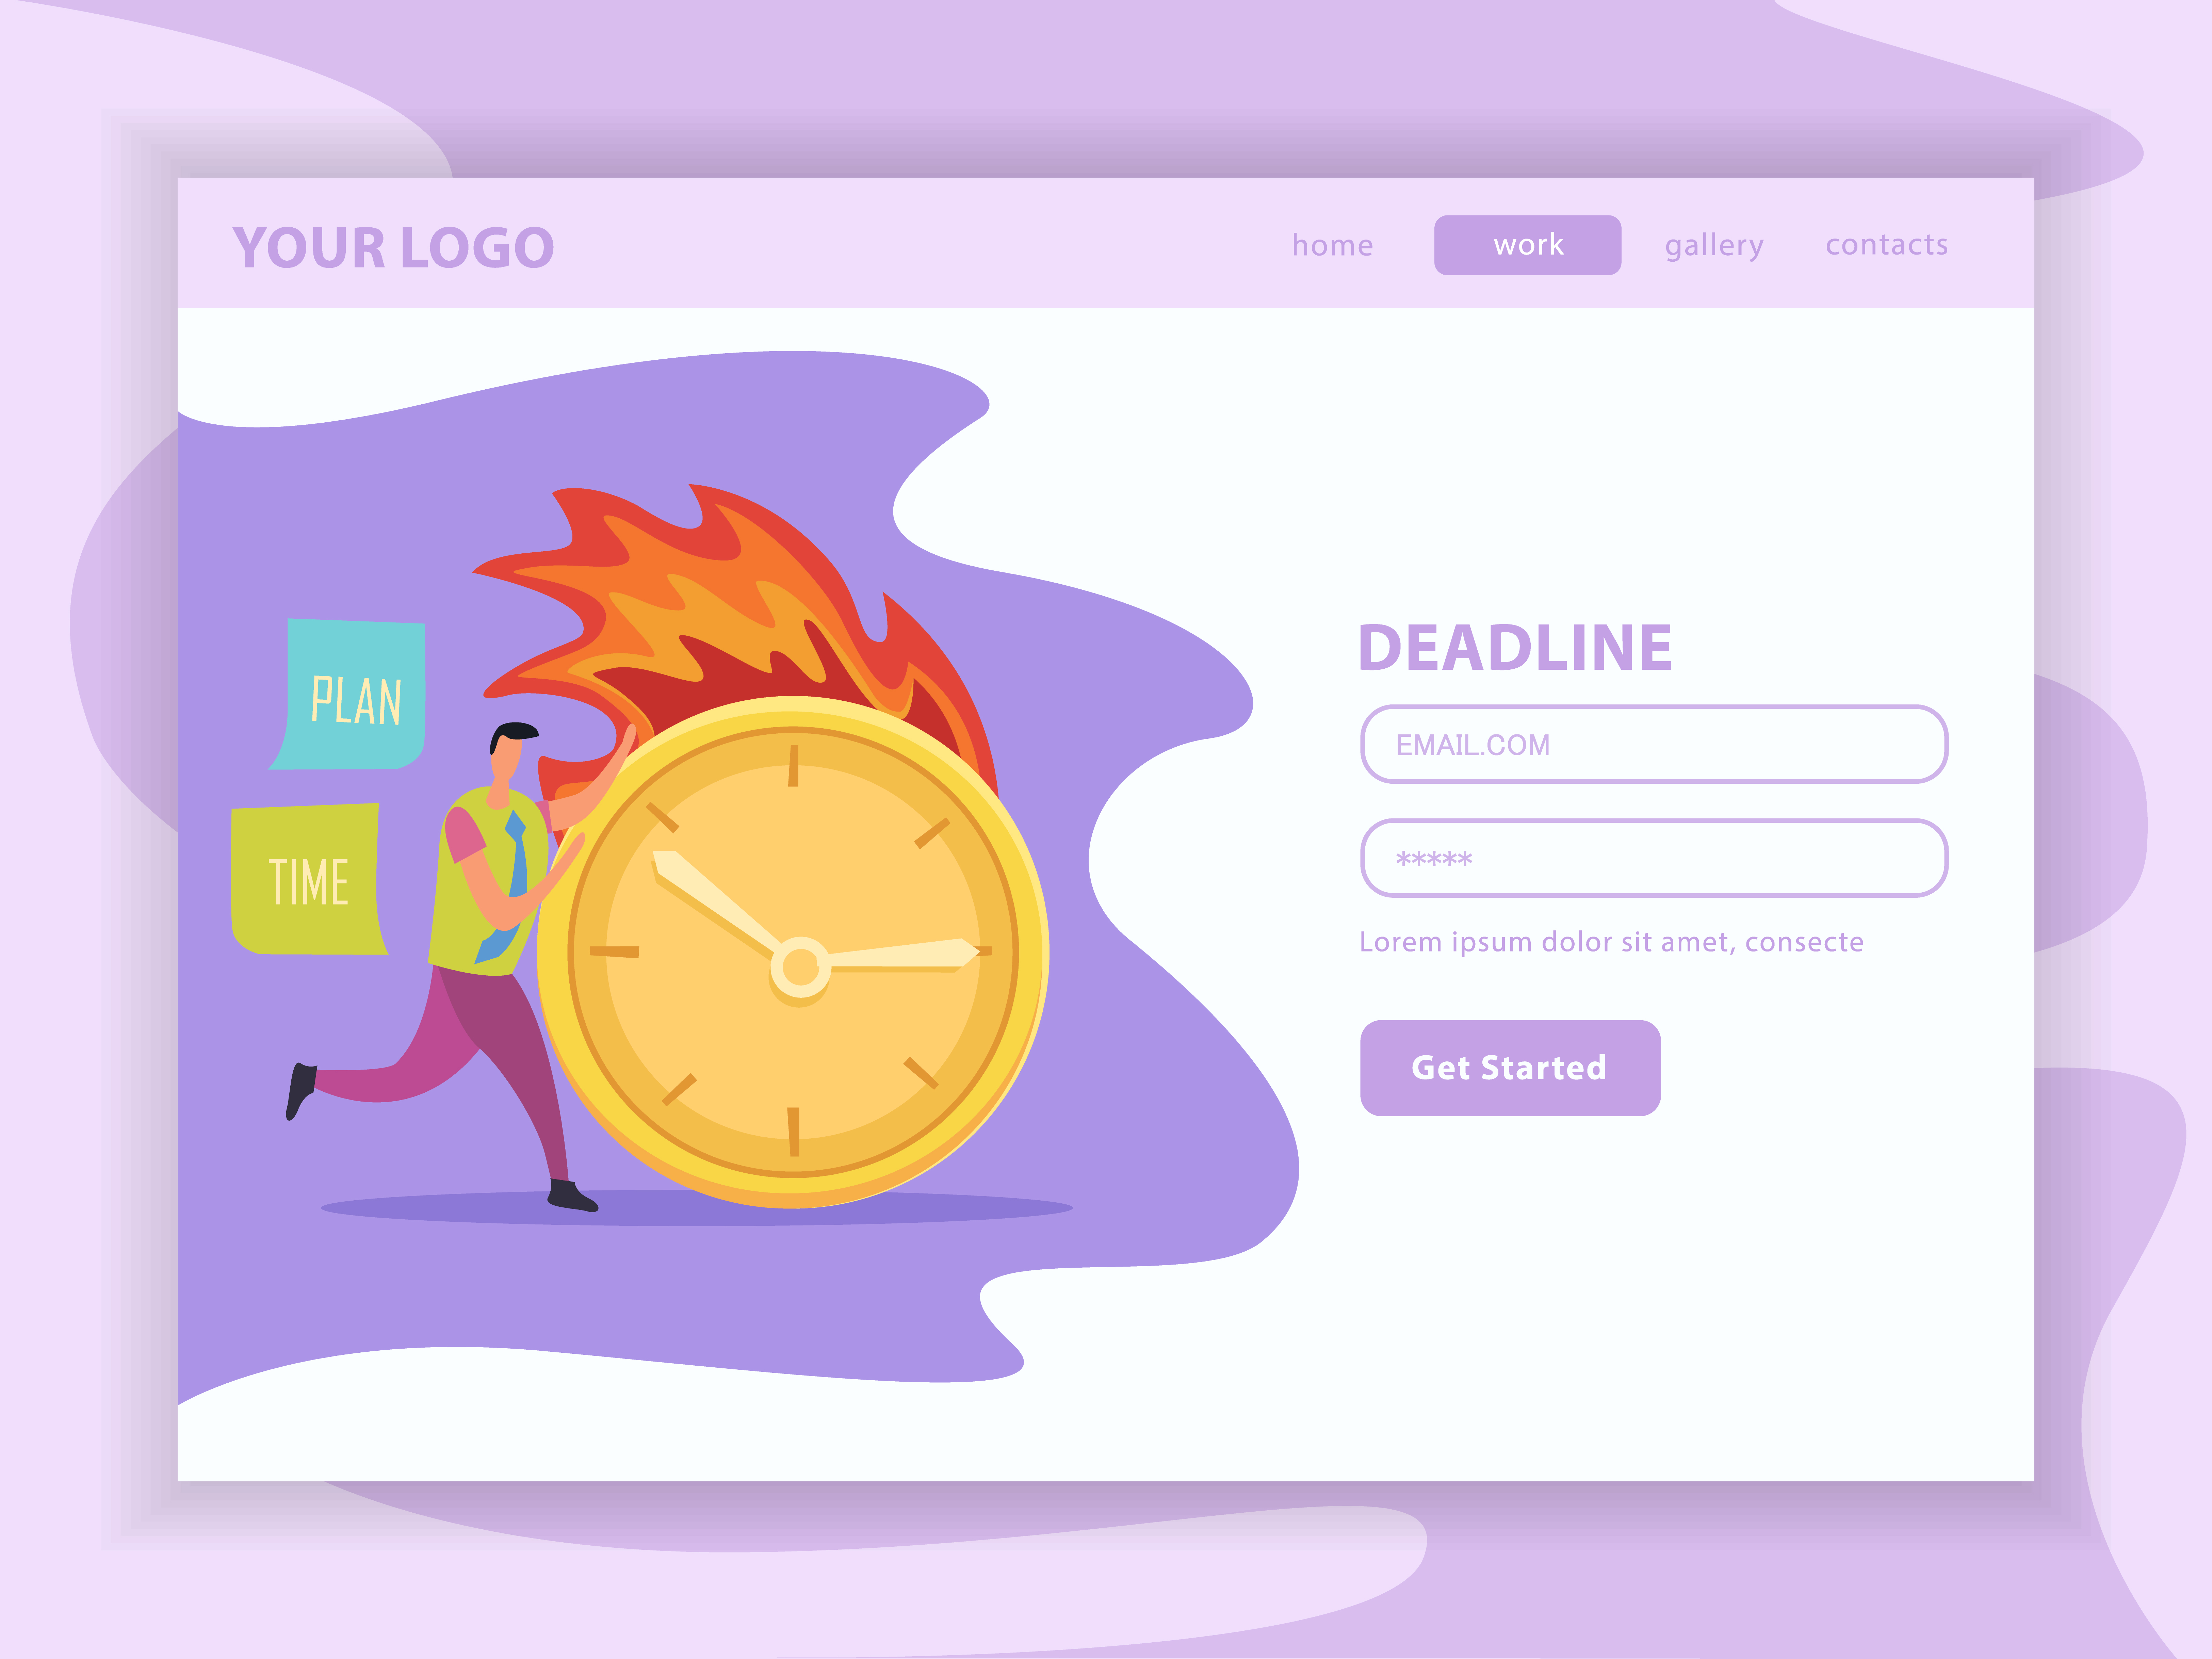 YOUR LOGO
home work gallery contacts
PLAN
TIME
DEADLINE
EMAIL.COM
*****
Lorem ipsum dolor sit amet, consecte
Get Started